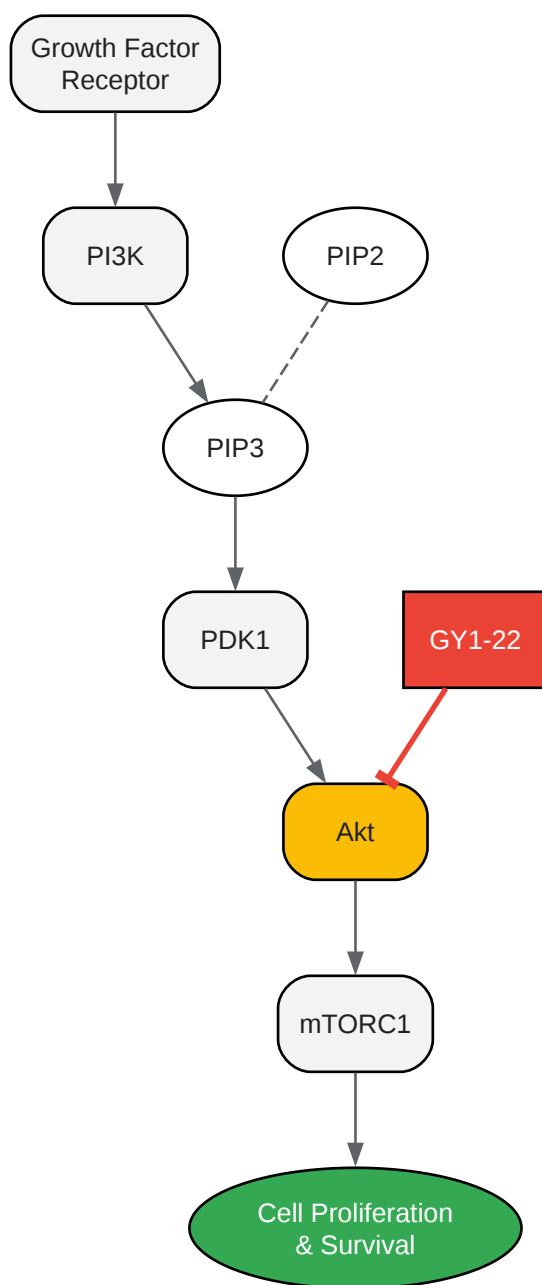 Growth Factor
Receptor
PI3K
PIP2
PIP3
PDK1
GY1-22
Akt
mTORC1
Cell Proliferation
& Survival